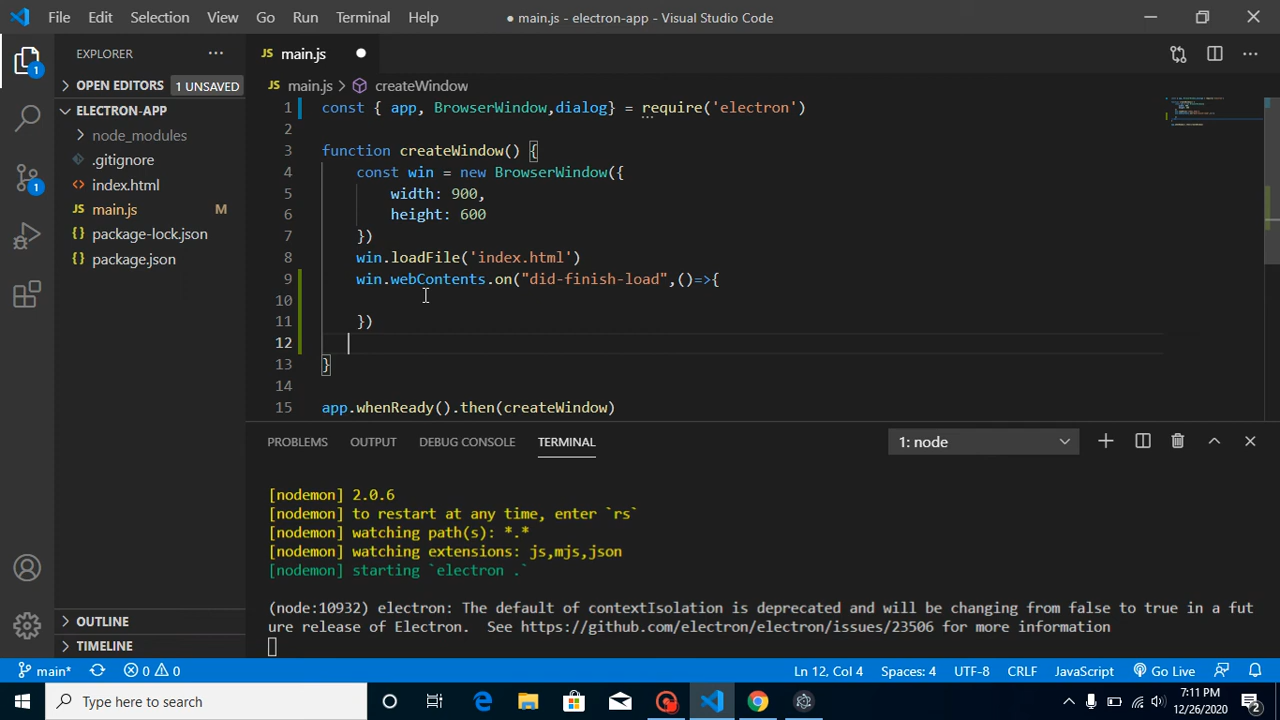 File Edit Selection View Go Run Terminal Help ● main.js - electron-app - Visual Studio Code
EXPLORER
OPEN EDITORS 1 UNSAVED
ELECTRON-APP
node_modules
.gitignore
index.html
main.js M
package-lock.json
package.json
OUTLINE
TIMELINE
1
1
JS main.js
JS main.js > createWindow
1 const { app, BrowserWindow,dialog} = require('electron')
2
3 function createWindow() {
4 const win = new BrowserWindow({
5 width: 900,
6 height: 600
7 })
8 win.loadFile('index.html')
9 win.webContents.on("did-finish-load",()=>{
10
11 })
12
13 }
14
15 app.whenReady().then(createWindow)
PROBLEMS OUTPUT DEBUG CONSOLE TERMINAL 1: node
[nodemon] 2.0.6
[nodemon] to restart at any time, enter `rs`
[nodemon] watching path(s): *.*
[nodemon] watching extensions: js,mjs,json
[nodemon] starting `electron .`
(node:10932) electron: The default of contextIsolation is deprecated and will be changing from false to true in a fut
ure release of Electron.  See https://github.com/electron/electron/issues/23506 for more information
main* 0 0 Ln 12, Col 4 Spaces: 4 UTF-8 CRLF JavaScript Go Live
Type here to search
7:11 PM
12/26/2020
2